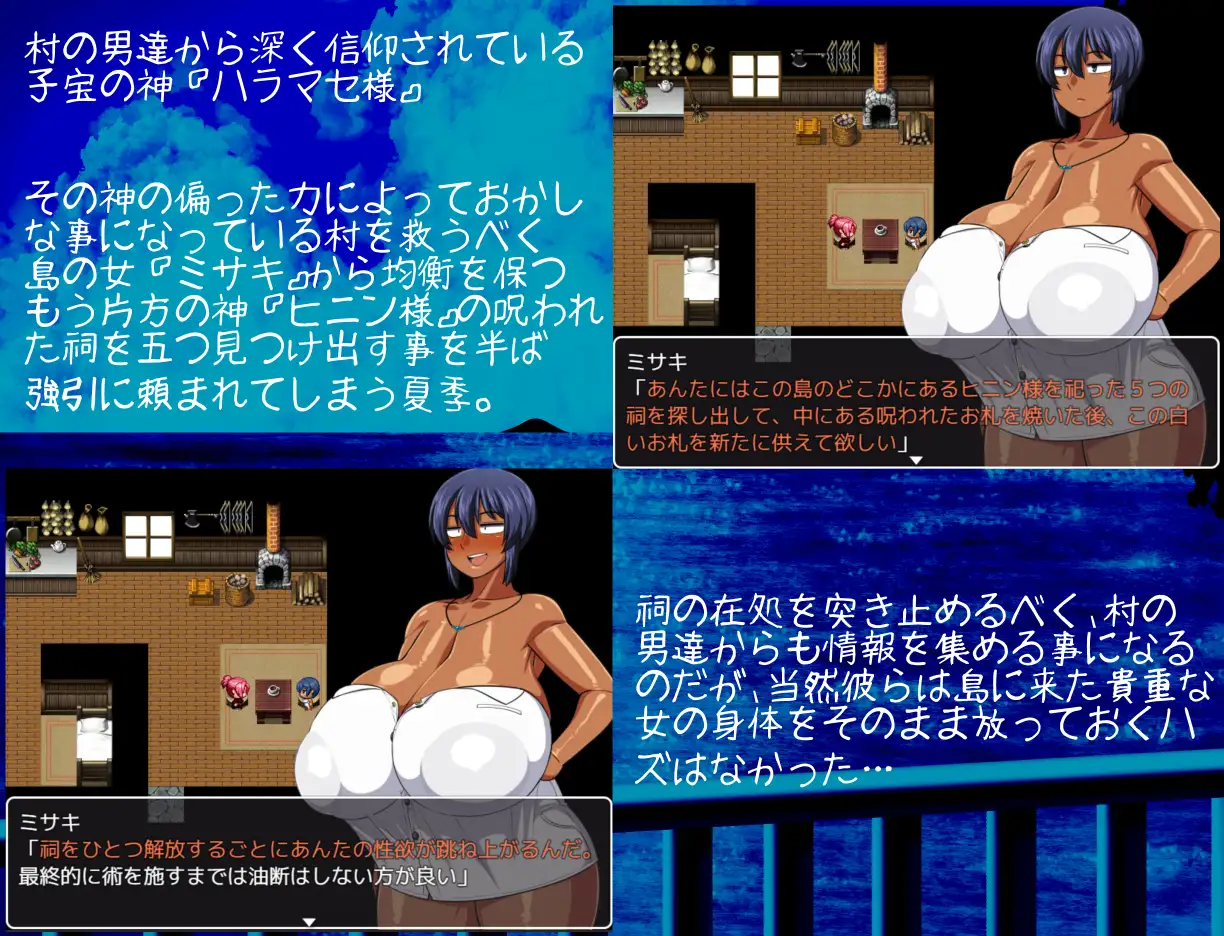 村の男達から深く信仰されている
子宝の神『ハラマセ様』
その神の偏った力によっておかし
な事になっている村を救うべく
島の女『ミサキ』から均衡を保つ
もう片方の神『ヒニン様』の呪われ
た祠を五つ見つけ出す事を半ば
強引に頼まれてしまう夏季。
ミサキ
「あんたにはこの島のどこかにあるヒニン様を祀った５つの
祠を探し出して、中にある呪われたお札を焼いた後、この白
いお札を新たに供えて欲しい」
ミサキ
「祠をひとつ解放するごとにあんたの性欲が跳ね上がるんだ。
最終的に術を施すまでは油断はしない方が良い」
祠の在処を突き止めるべく、村の
男達からも情報を集める事になる
のだが、当然彼らは島に来た貴重な
女の身体をそのまま放っておくハ
ズはなかった…